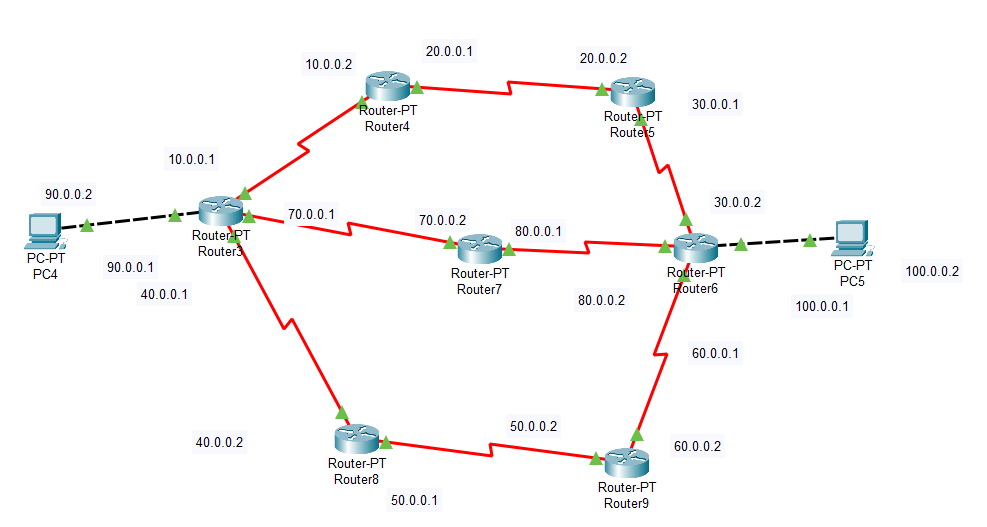 20.0.0.1
10.0.0.2
20.0.0.2
Router-PT
Router4
30.0.0.1
Router-PT
Router5
10.0.0.1
90.0.0.2
30.0.0.2
70.0.0.1
70.0.0.2
80.0.0.1
Router-PT
Router3
PC-PT
PC4
90.0.0.1
40.0.0.1
Router-PT
Router7
Router-PT
Router6
PC-PT
PC5
100.0.0.2
80.0.0.2
100.0.0.1
60.0.0.1
40.0.0.2
50.0.0.2
60.0.0.2
Router-PT
Router8
50.0.0.1
Router-PT
Router9